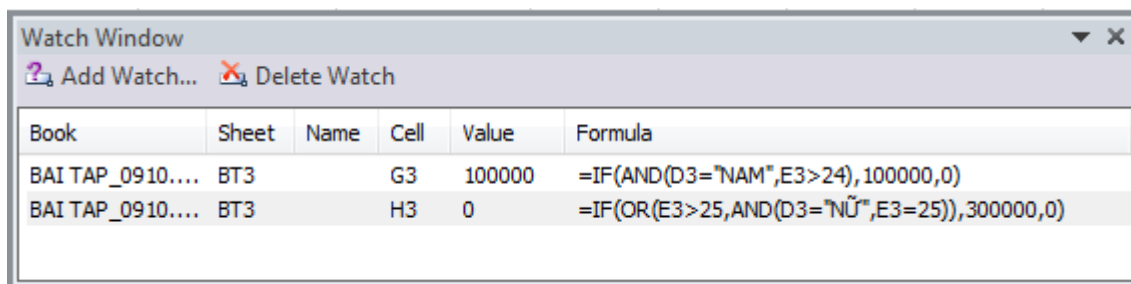 Watch Window
Add Watch... Delete Watch
Book Sheet Name Cell Value Formula
BAI TAP_0910.... BT3 G3 100000 =IF(AND(D3="NAM",E3>24),100000,0)
BAI TAP_0910.... BT3 H3 0 =IF(OR(E3>25,AND(D3="NỮ",E3=25)),300000,0)